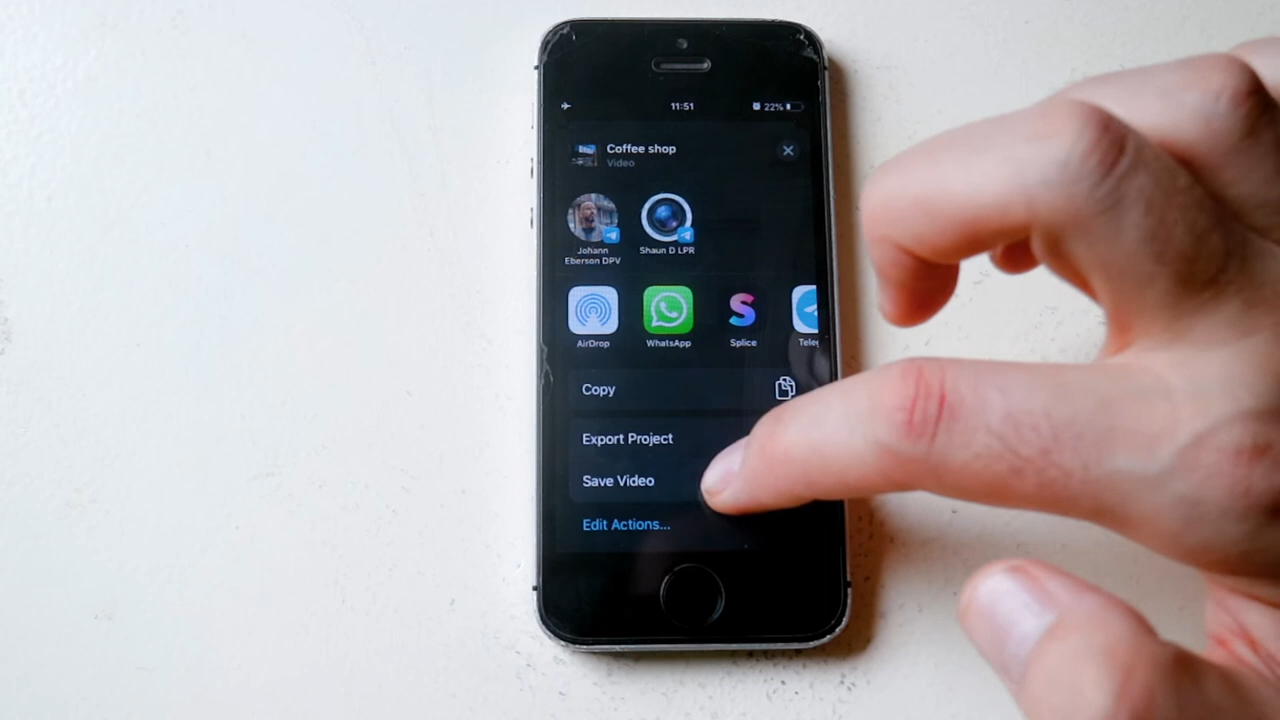 11:51
22%
Coffee shop
Video
Johann
Eberson DPV
Shaun D LPR
AirDrop
WhatsApp
Splice
Copy
Export Project
Save Video
Edit Actions...